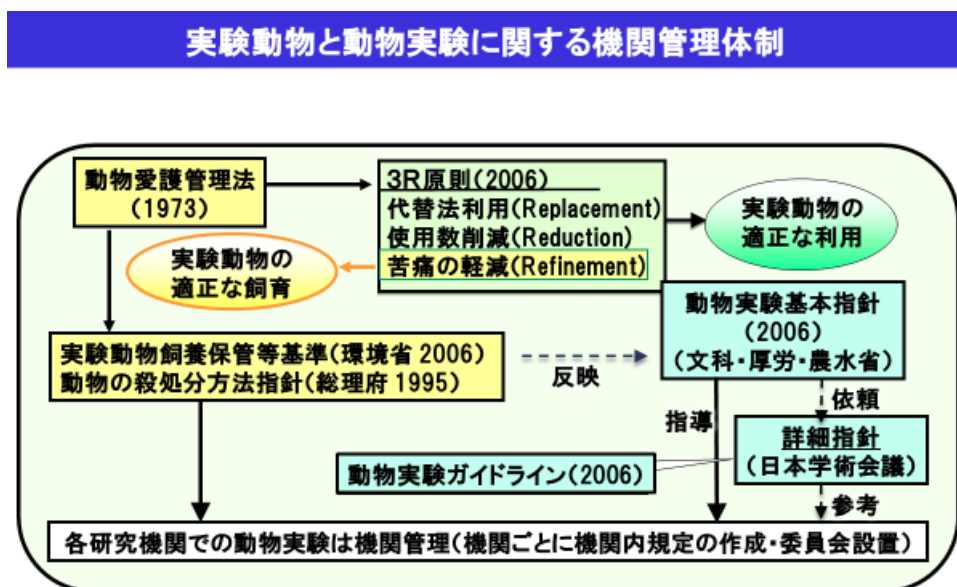 実験動物と動物実験に関する機関管理体制
動物愛護管理法
(1973)
3R原則(2006)
代替法利用(Replacement)
使用数削減(Reduction)
苦痛の軽減(Refinement)
実験動物の
適正な利用
実験動物の
適正な飼育
動物実験基本指針
(2006)
(文科・厚労・農水省)
実験動物飼養保管等基準(環境省 2006)
動物の殺処分方法指針(総理府 1995)
反映
依頼
指導
詳細指針
(日本学術会議)
動物実験ガイドライン(2006)
参考
各研究機関での動物実験は機関管理(機関ごとに機関内規定の作成・委員会設置)